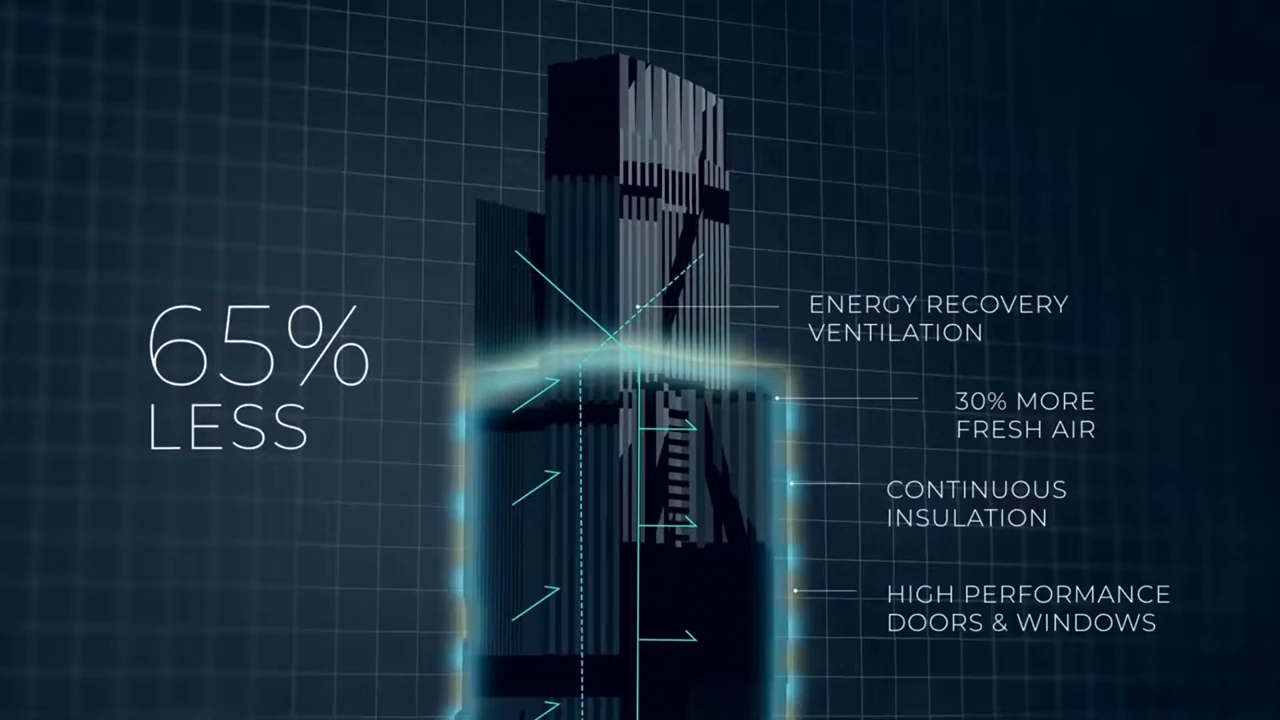 65%
LESS
ENERGY RECOVERY
VENTILATION
30% MORE
FRESH AIR
CONTINUOUS
INSULATION
HIGH PERFORMANCE
DOORS & WINDOWS